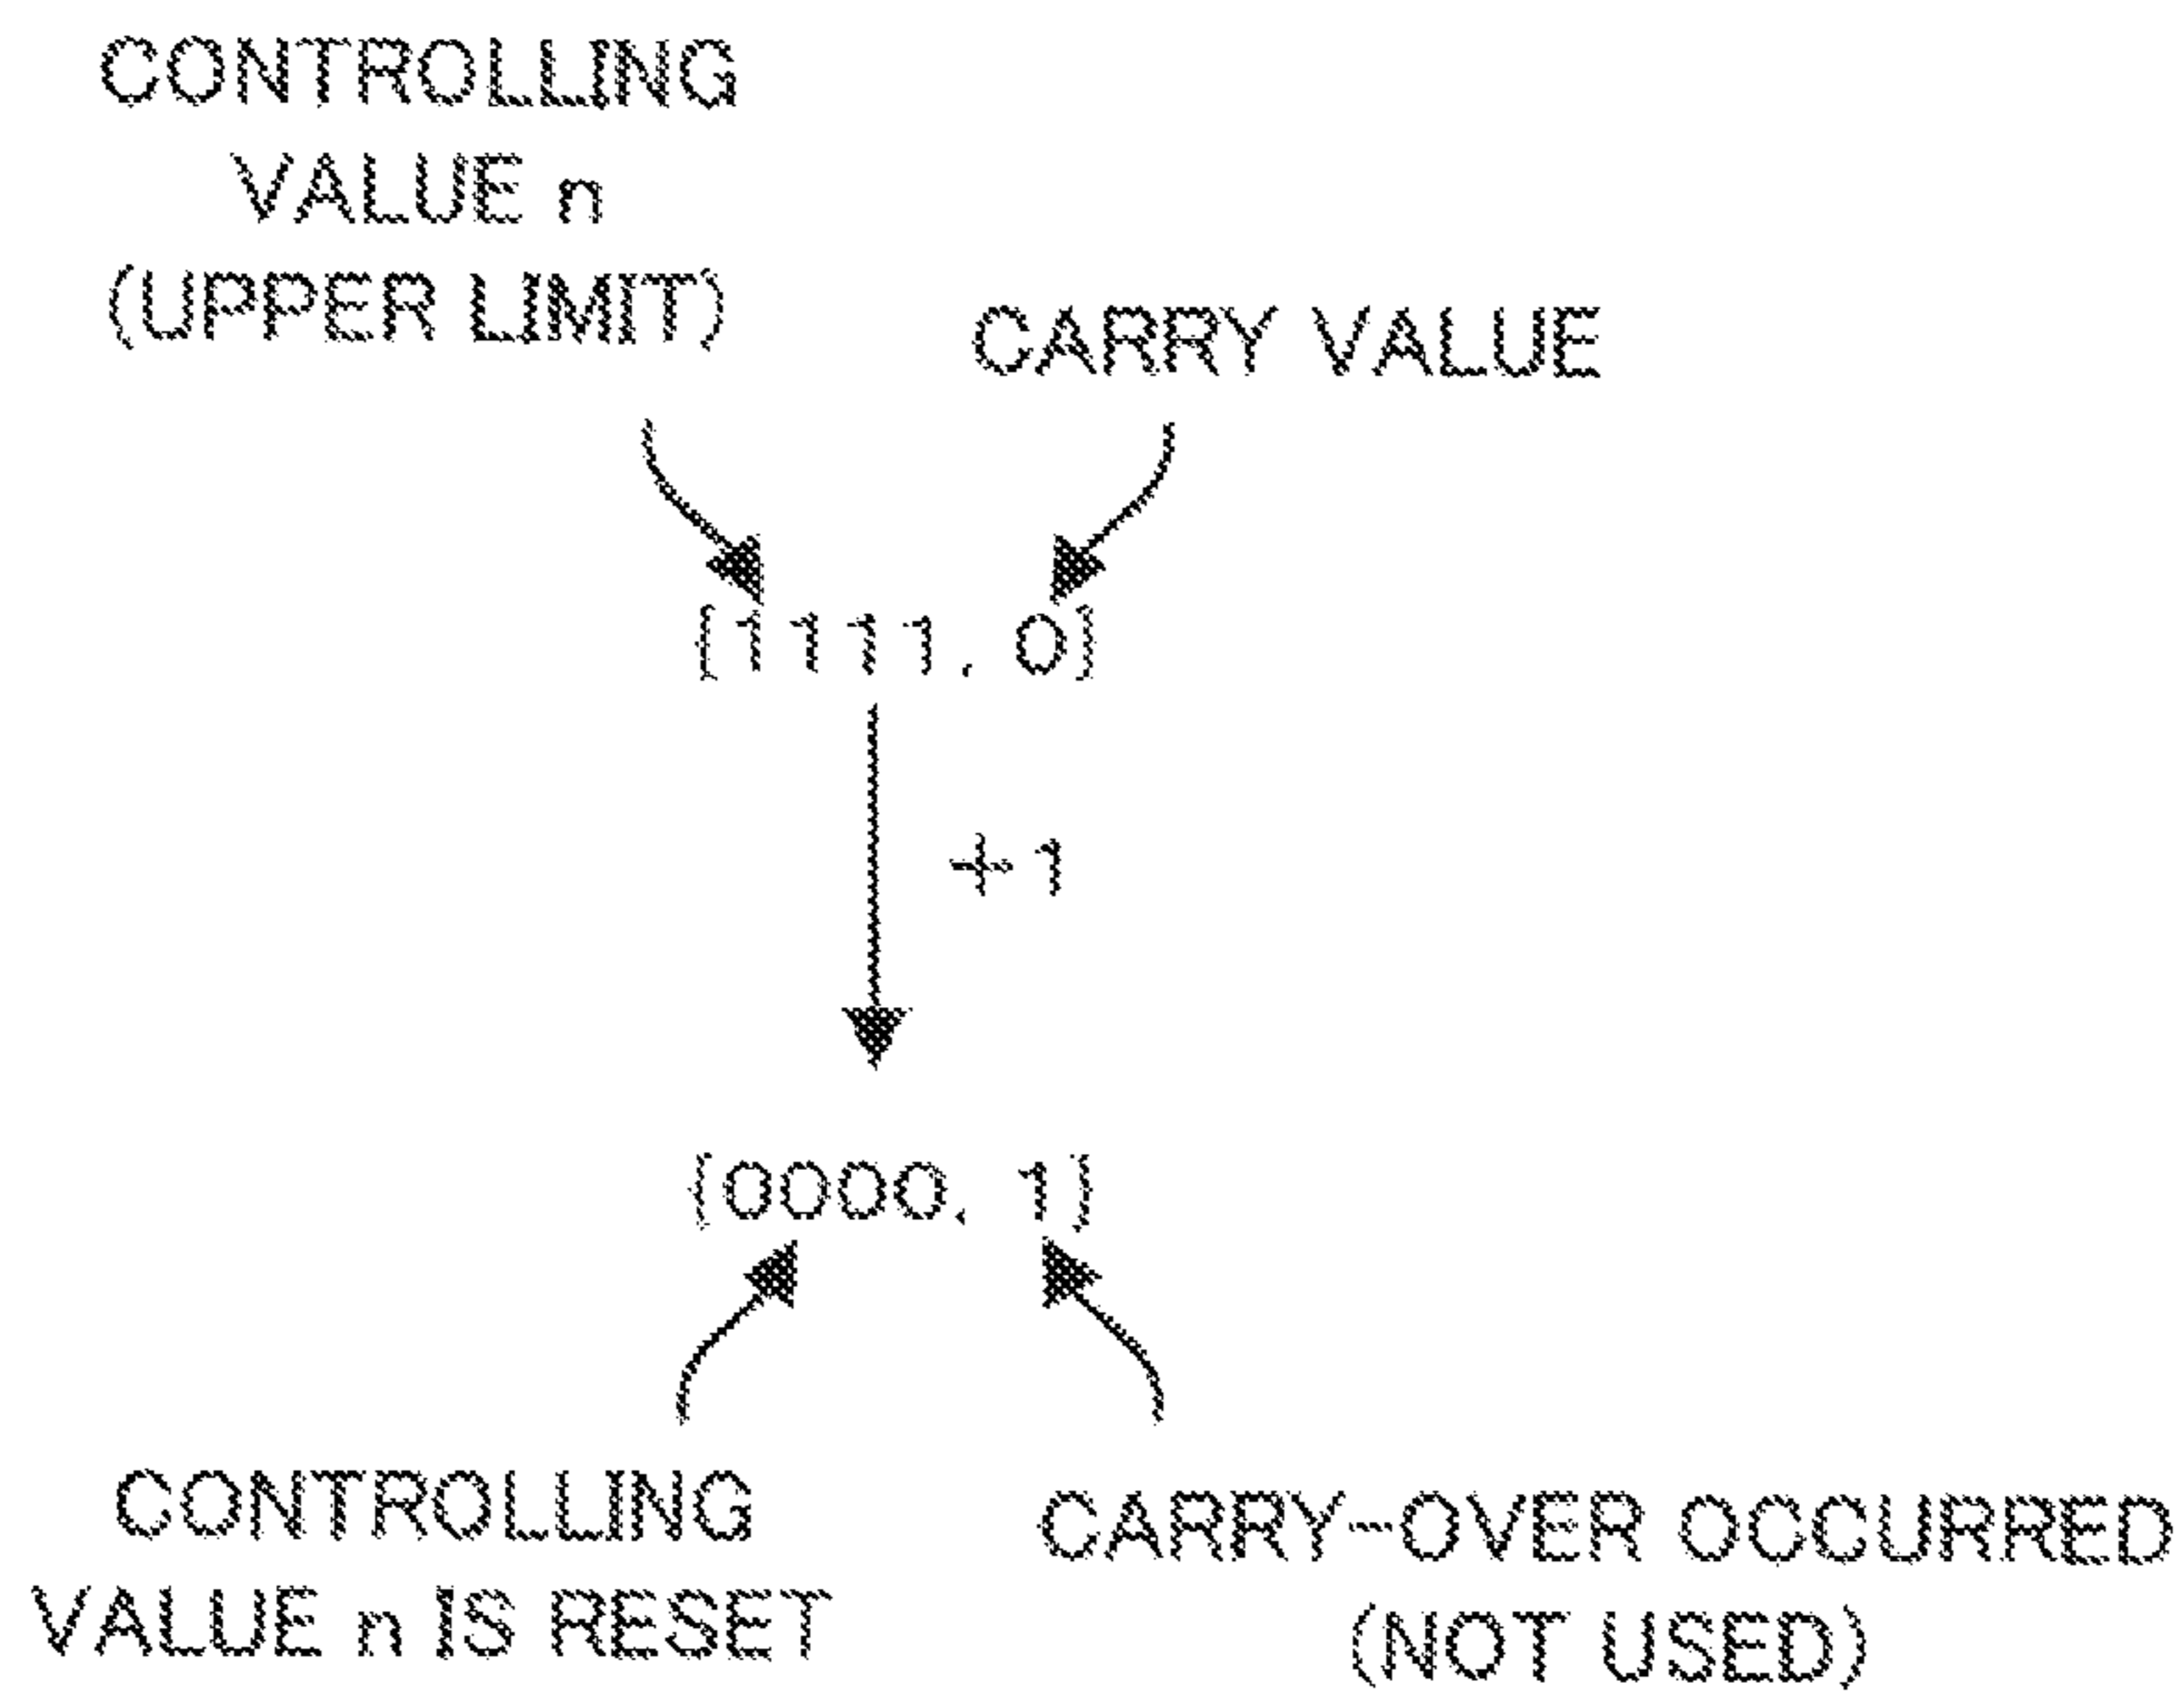 CONTROLLING
VALUE n
(UPPER LIMIT)
CARRY VALUE
[1111, 0]
+1
[0000, 1]
CONTROLLING
VALUE n IS RESET
CARRY-OVER OCCURRED
(NOT USED)